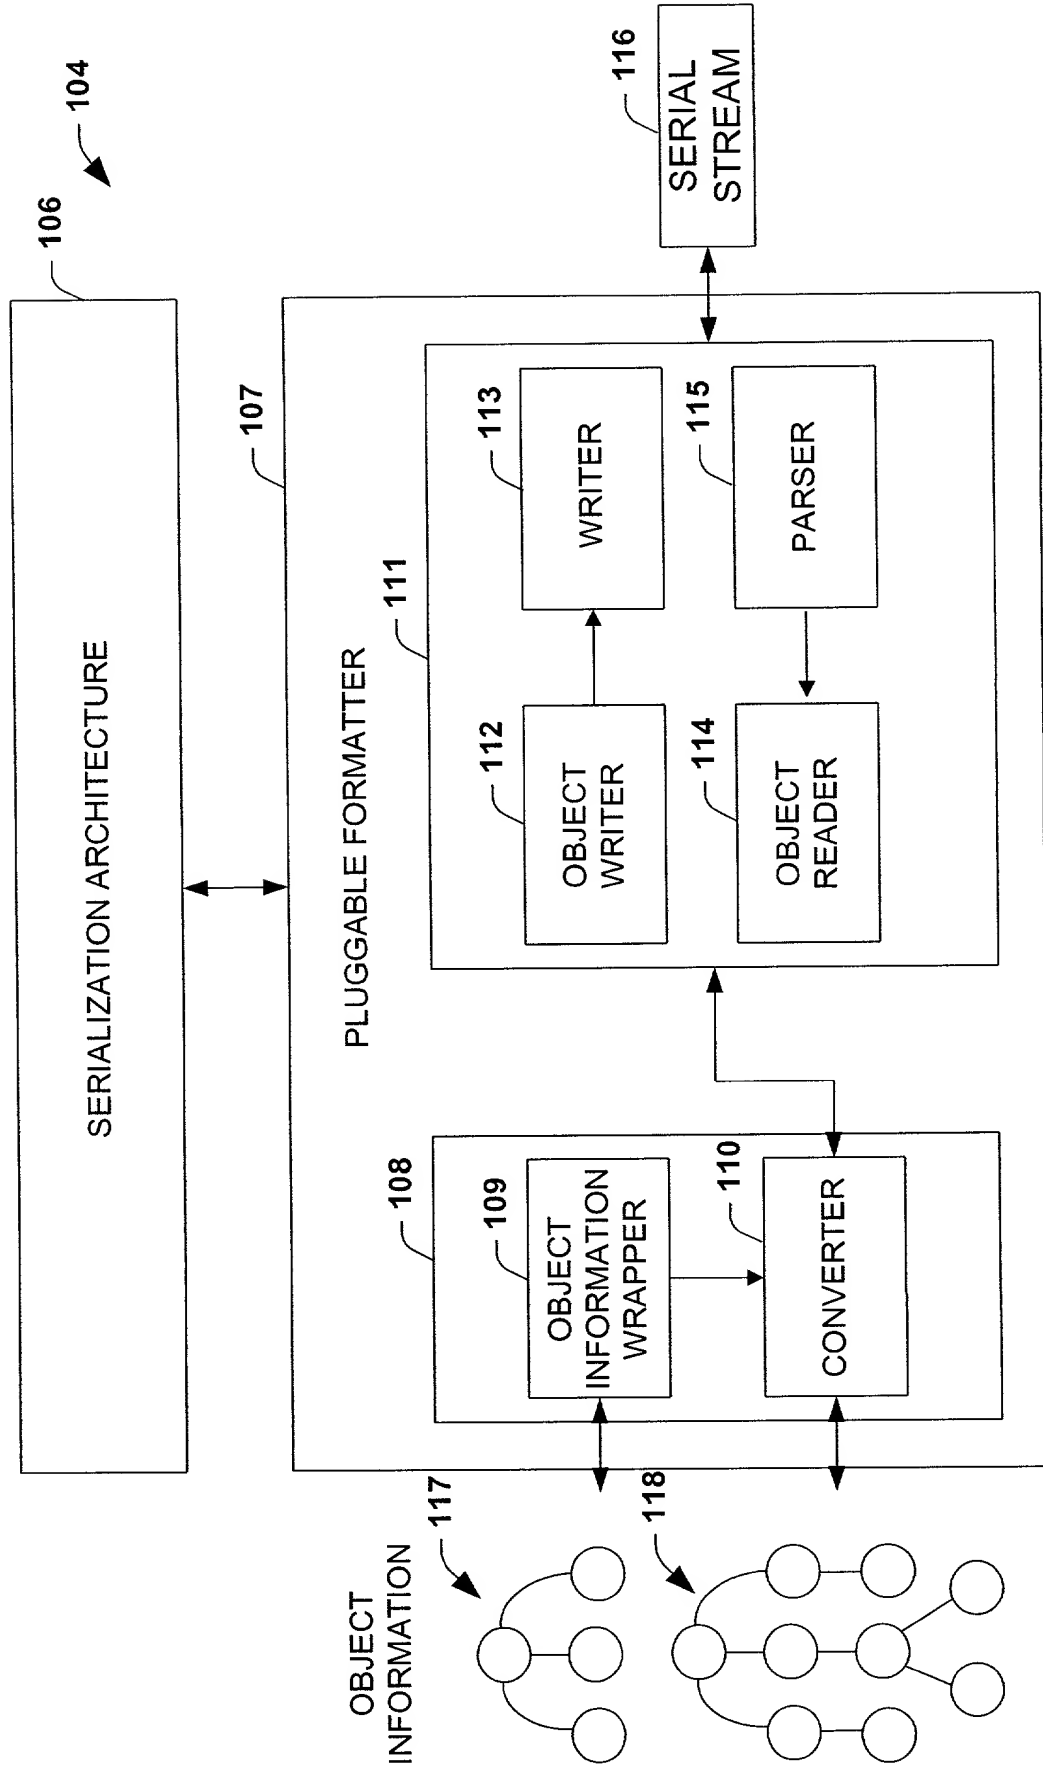 104
106
SERIALIZATION ARCHITECTURE
107
PLUGGABLE FORMATTER
OBJECT
INFORMATION
117
118
108
109
OBJECT
INFORMATION
WRAPPER
110
CONVERTER
111
112
OBJECT
WRITER
113
WRITER
114
OBJECT
READER
115
PARSER
116
SERIAL
STREAM